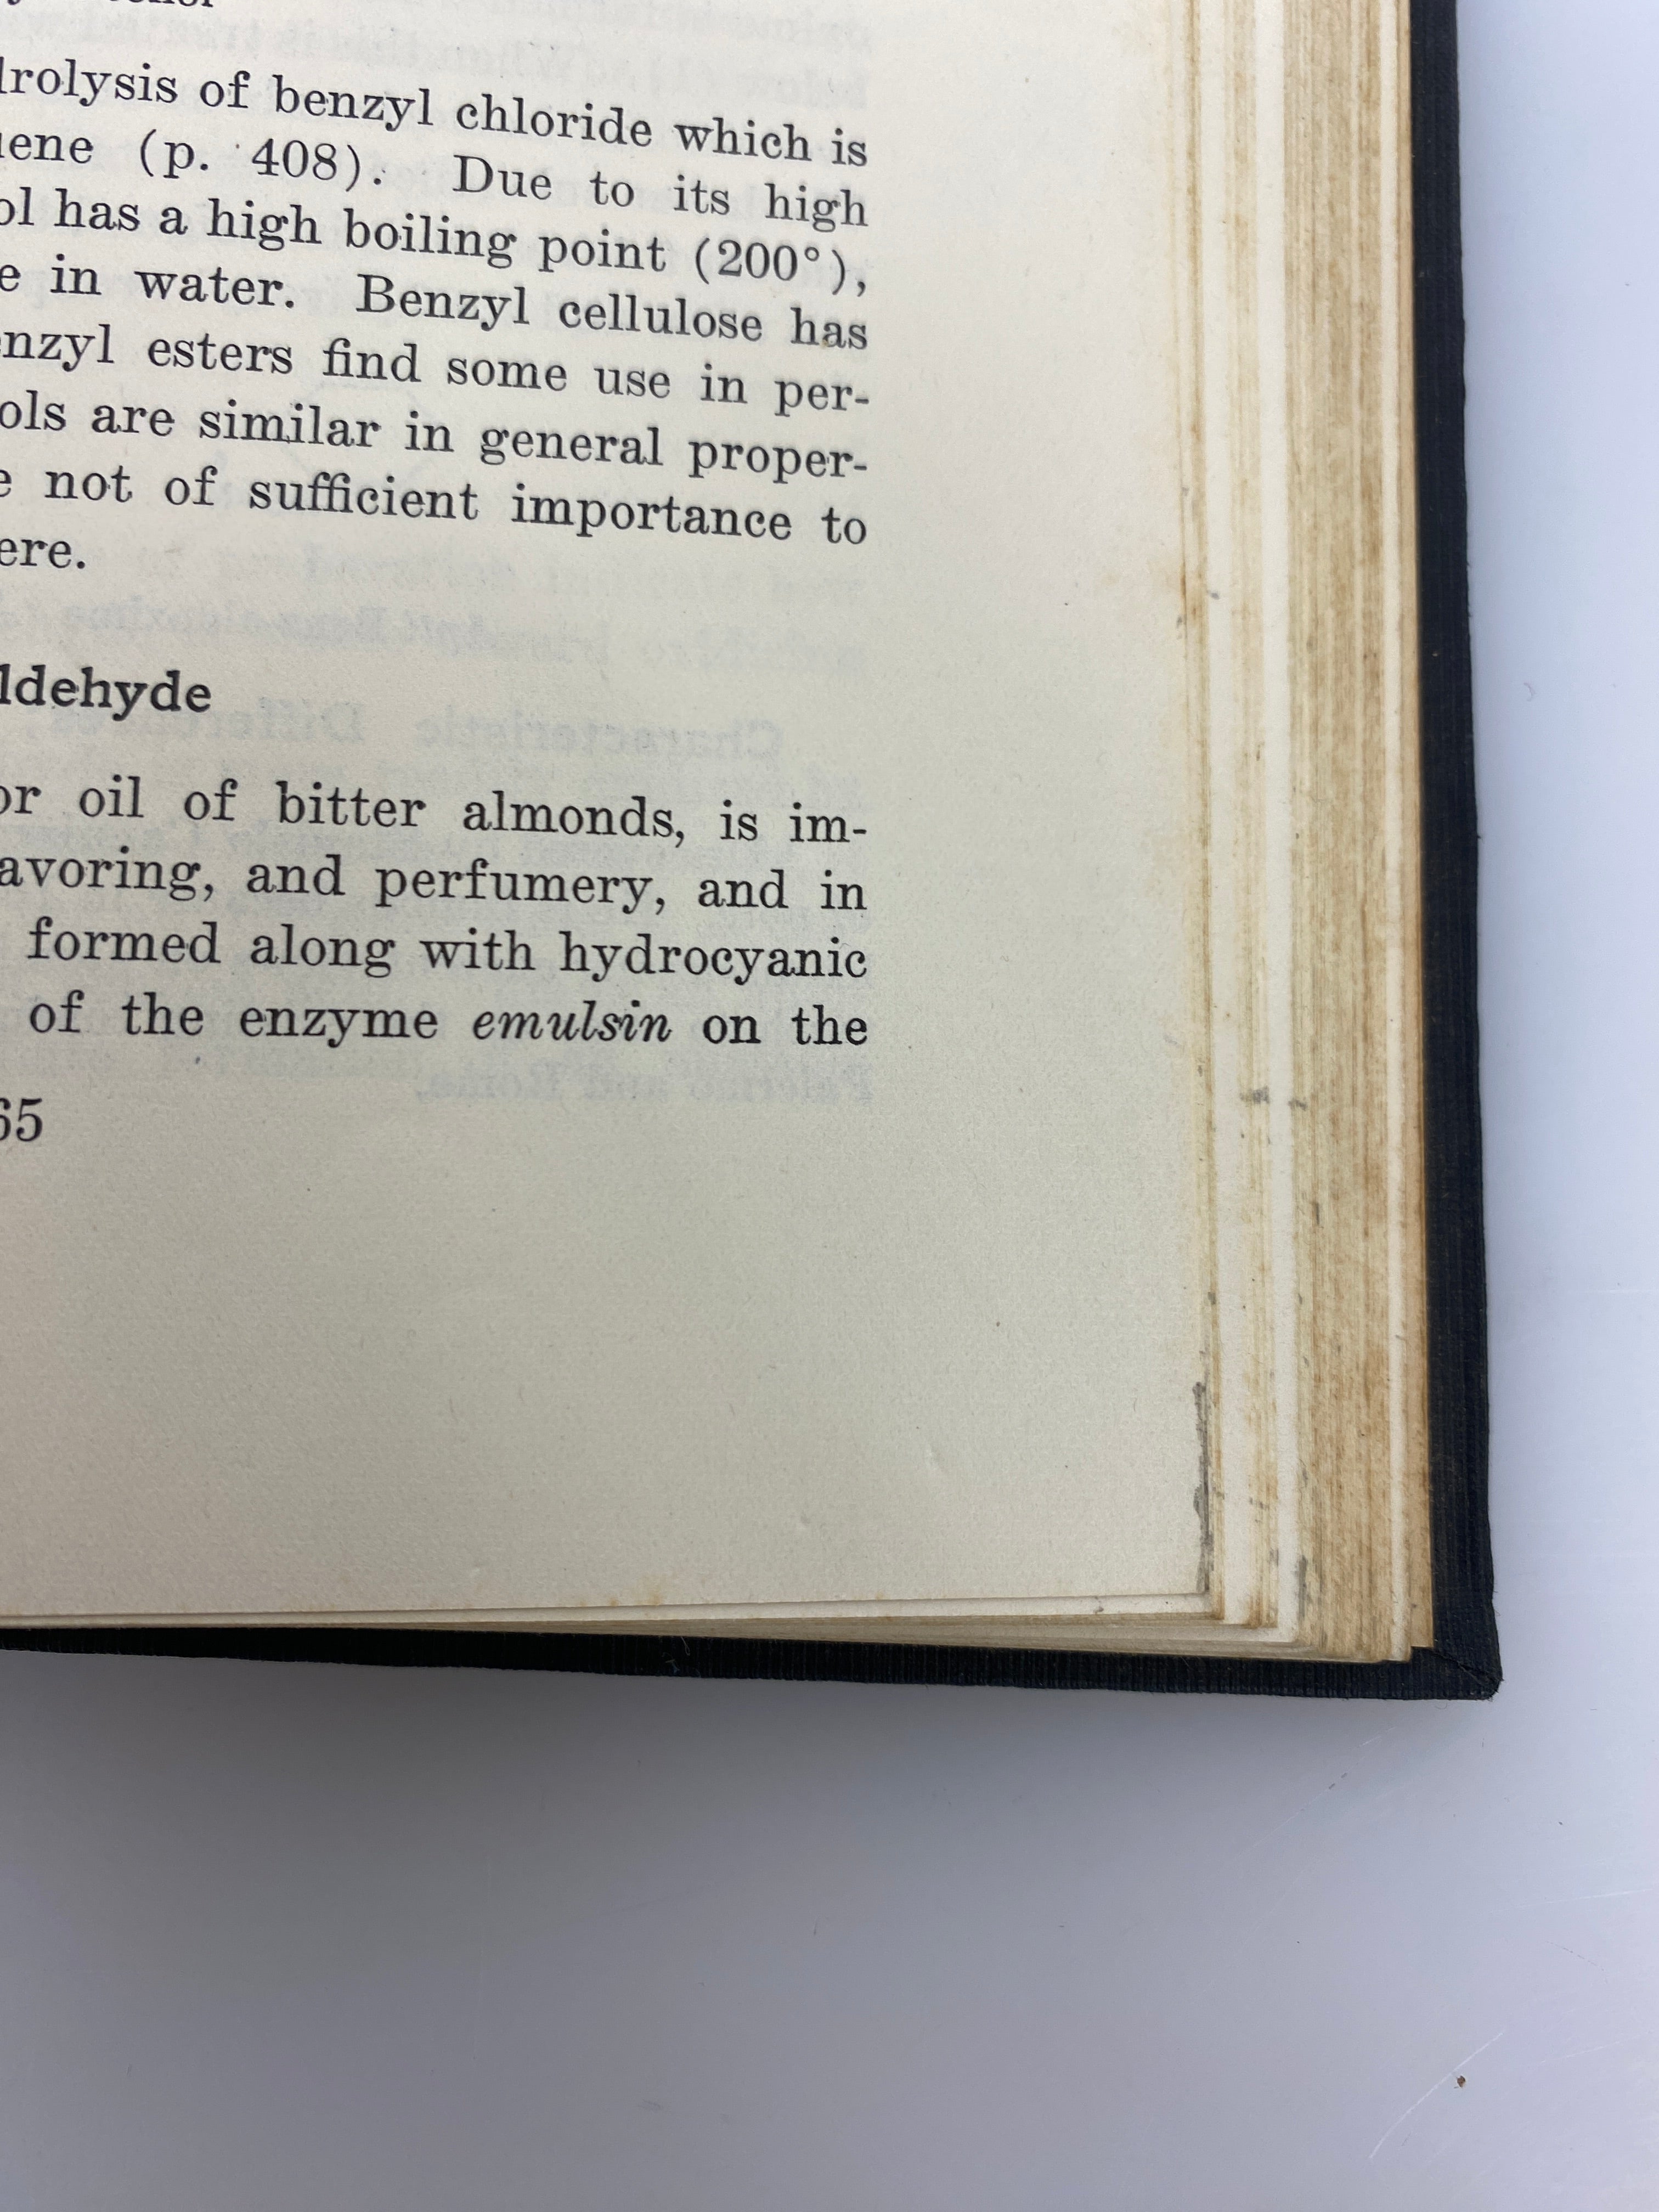 drolysis of benzyl chloride which is
ene (p. 408). Due to its high
ol has a high boiling point (200°),
e in water. Benzyl cellulose has
enzyl esters find some use in per-
ols are similar in general proper-
e not of sufficient importance to
ere.
ldehyde
or oil of bitter almonds, is im-
avoring, and perfumery, and in
formed along with hydrocyanic
of the enzyme emulsin on the
65